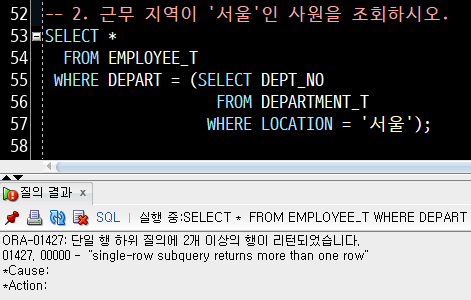 52 -- 2. 근무 지역이 '서울'인 사원을 조회하시오.
53 SELECT *
54 FROM EMPLOYEE_T
55 WHERE DEPART = (SELECT DEPT_NO
56 FROM DEPARTMENT_T
57 WHERE LOCATION = '서울');
58
질의 결과 x
SQL | 실행 중:SELECT * FROM EMPLOYEE_T WHERE DEPART
ORA-01427: 단일 행 하위 질의에 2개 이상의 행이 리턴되었습니다.
01427, 00000 - "single-row subquery returns more than one row"
*Cause:
*Action: